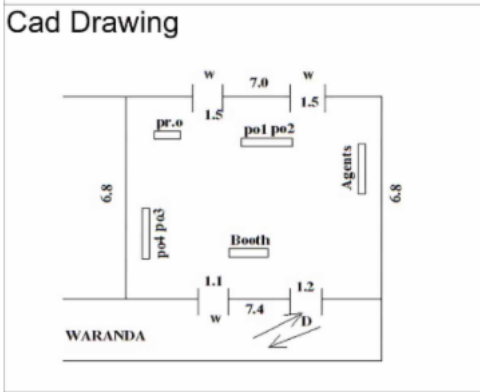 Cad Drawing
w
7.0
w
1.5
1.5
pr.o
po1 po2
Agents
6.8
6.8
po4 po3
Booth
1.1
1.2
w
7.4
D
WARANDA